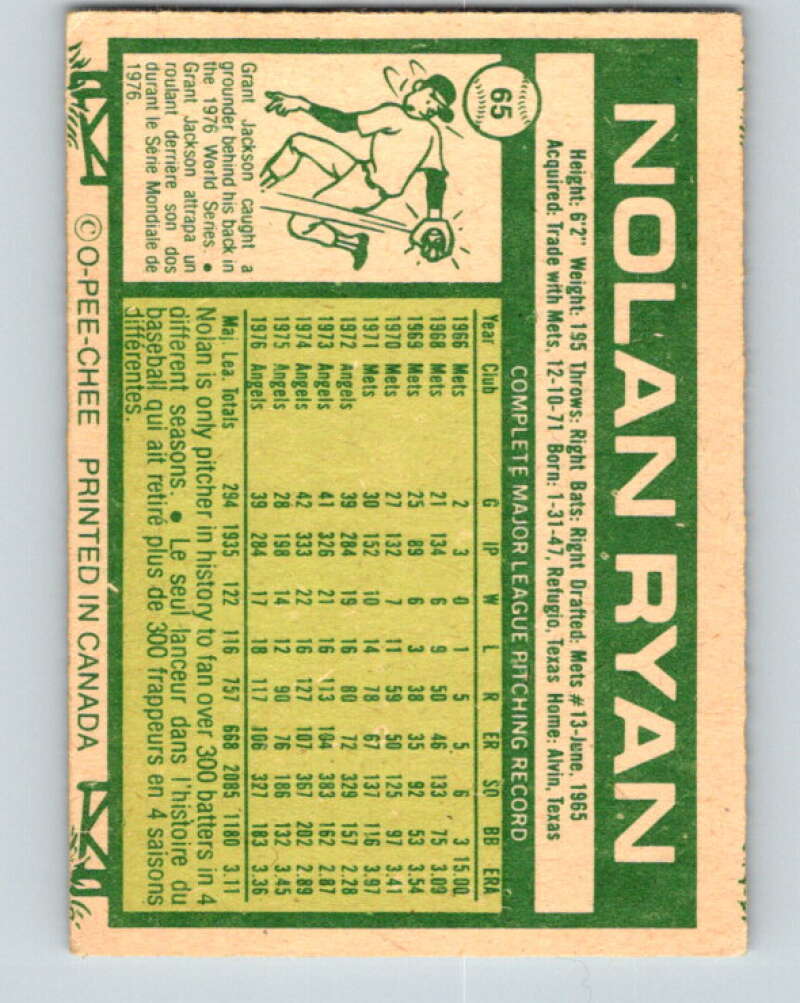 65
NOLAN RYAN
Height: 6'2" Weight: 195 Throws: Right Bats: Right Drafted: Mets #13-June, 1965
Acquired: Trade with Mets, 12-10-71 Born: 1-31-47, Refugio, Texas Home: Alvin, Texas
COMPLETE MAJOR LEAGUE PITCHING RECORD
Year Club G IP W L R ER SO BB ERA
1966 Mets 2 3 0 1 5 5 6 3 15.00
1968 Mets 21 134 6 9 50 46 133 75 3.09
1969 Mets 25 89 6 3 38 35 92 53 3.54
1970 Mets 27 132 7 11 59 50 125 97 3.41
1971 Mets 30 152 10 14 78 67 137 116 3.97
1972 Angels 39 284 19 16 80 72 329 157 2.28
1973 Angels 41 326 21 16 113 104 383 162 2.87
1974 Angels 42 333 22 16 127 107 367 202 2.89
1975 Angels 28 198 14 12 90 76 186 132 3.45
1976 Angels 39 284 17 18 117 106 327 183 3.36
Maj. Lea. Totals 294 1935 122 116 757 668 2085 1180 3.11
Nolan is only pitcher in history to fan over 300 batters in 4
different seasons. ● Le seul lanceur dans l'histoire du
baseball qui ait retiré plus de 300 frappeurs en 4 saisons
différentes.
Grant Jackson caught a
grounder behind his back in
the 1976 World Series. ●
Grant Jackson attrapa un
roulant derrière son dos
durant le Série Mondiale de
1976
© O-PEE-CHEE PRINTED IN CANADA